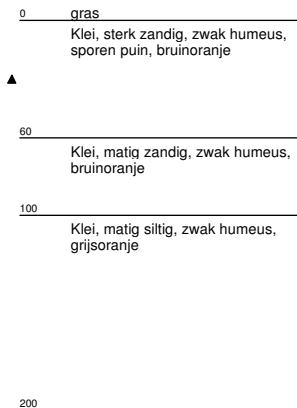 0 gras
Klei, sterk zandig, zwak humeus,
sporen puin, bruinoranje
60
Klei, matig zandig, zwak humeus,
bruinoranje
100
Klei, matig siltig, zwak humeus,
grijsoranje
200